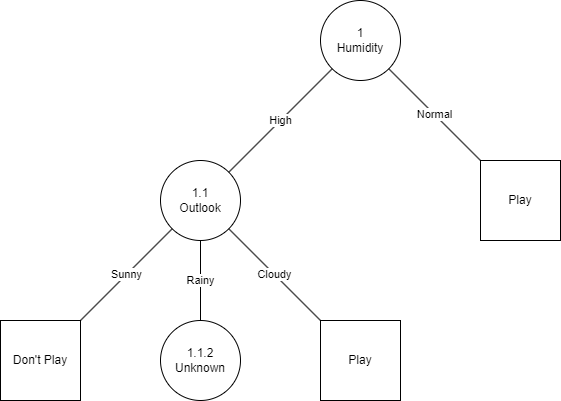 1
Humidity
High
Normal
1.1
Outlook
Play
Sunny
Rainy
Cloudy
Don't Play
1.1.2
Unknown
Play